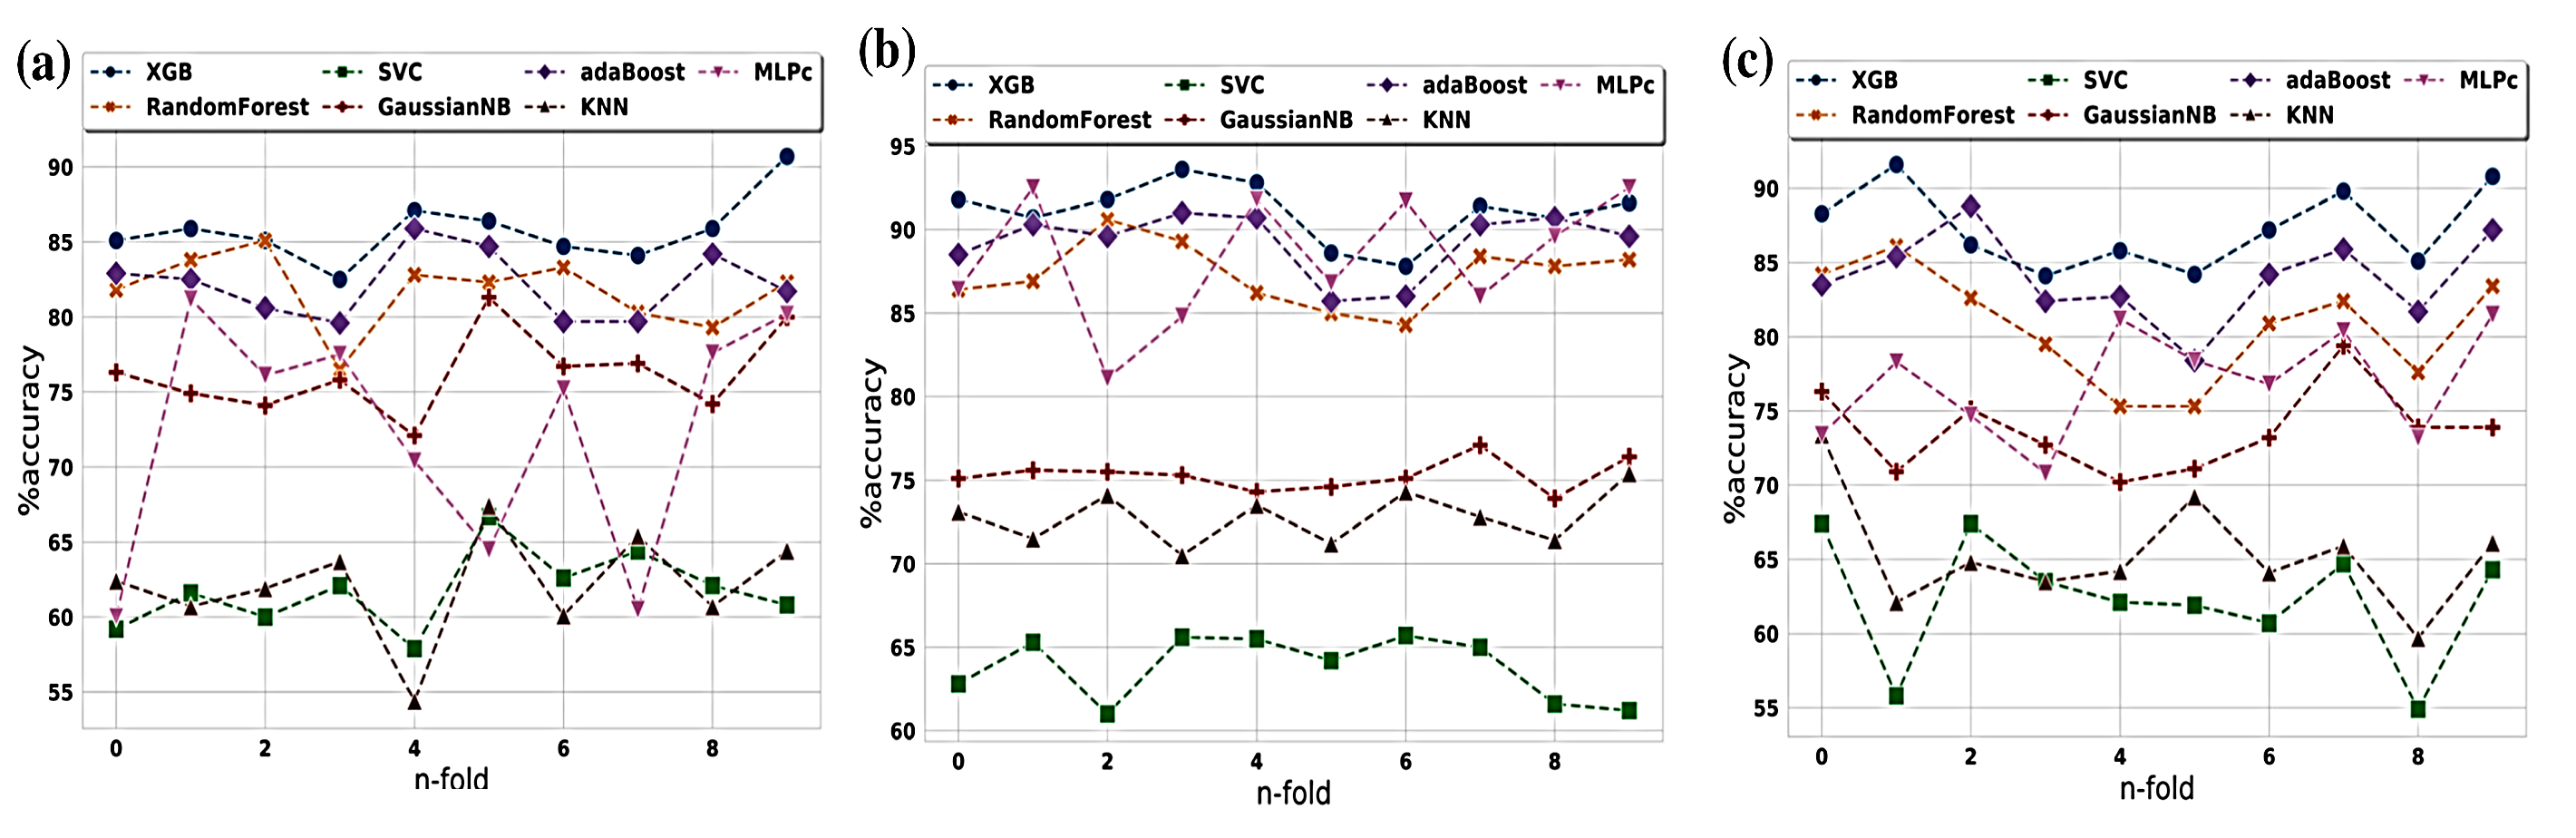 (a)
XGB SVC adaBoost MLPc
RandomForest GaussianNB KNN
90
85
80
75
70
65
60
55
%accuracy
0 2 4 6 8
n-fold
(b)
XGB SVC adaBoost MLPc
RandomForest GaussianNB KNN
95
90
85
80
75
70
65
60
%accuracy
0 2 4 6 8
n-fold
(c)
XGB SVC adaBoost MLPc
RandomForest GaussianNB KNN
90
85
80
75
70
65
60
55
%accuracy
0 2 4 6 8
n-fold